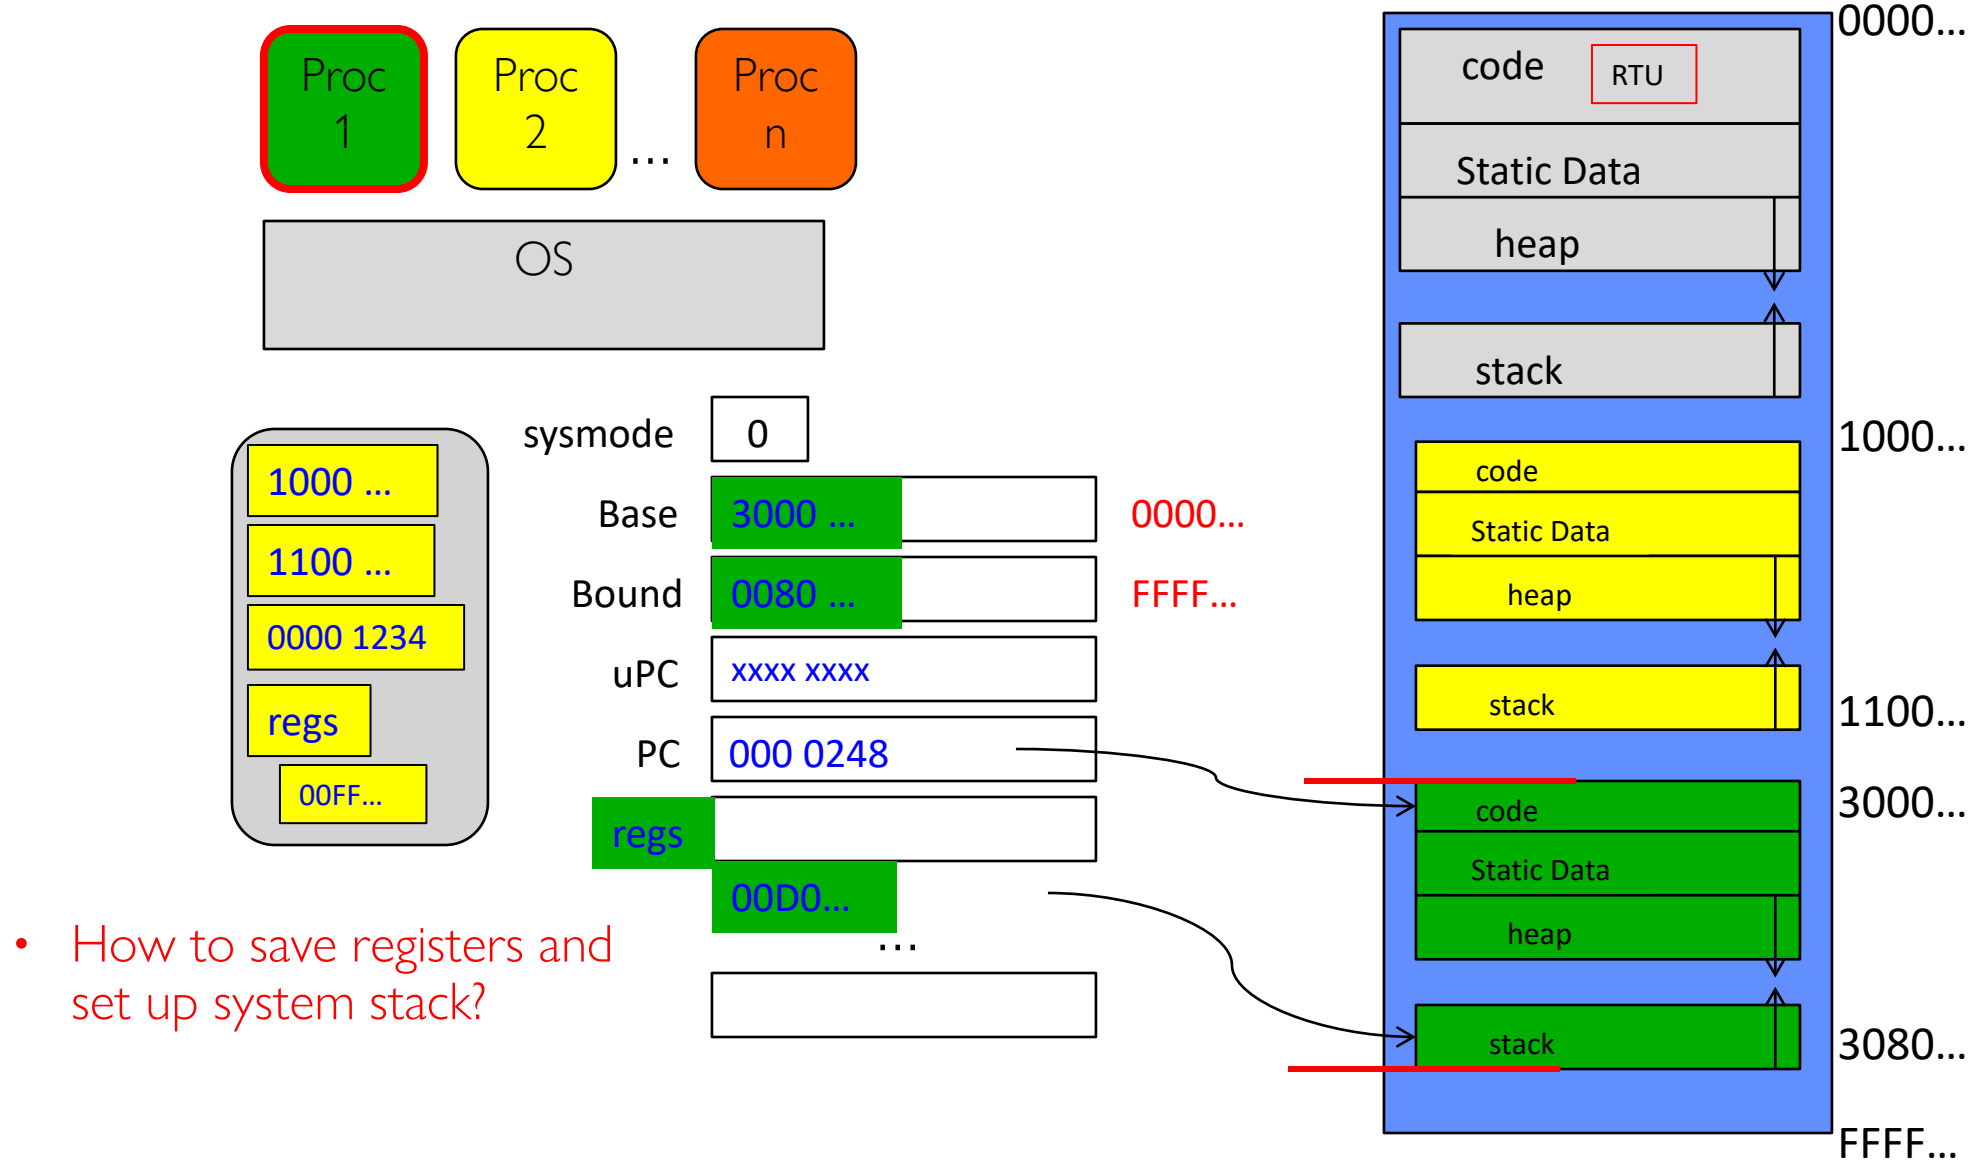 Proc
1
Proc
2
...
Proc
n
OS
sysmode
0
Base
3000 ...
0000...
Bound
0080 ...
FFFF...
uPC
xxxx xxxx
PC
000 0248
regs
00D0...
...
1000 ...
1100 ...
0000 1234
regs
00FF...
• How to save registers and
set up system stack?
code
RTU
Static Data
heap
stack
code
Static Data
heap
stack
code
Static Data
heap
stack
0000...
1000...
1100...
3000...
3080...
FFFF...